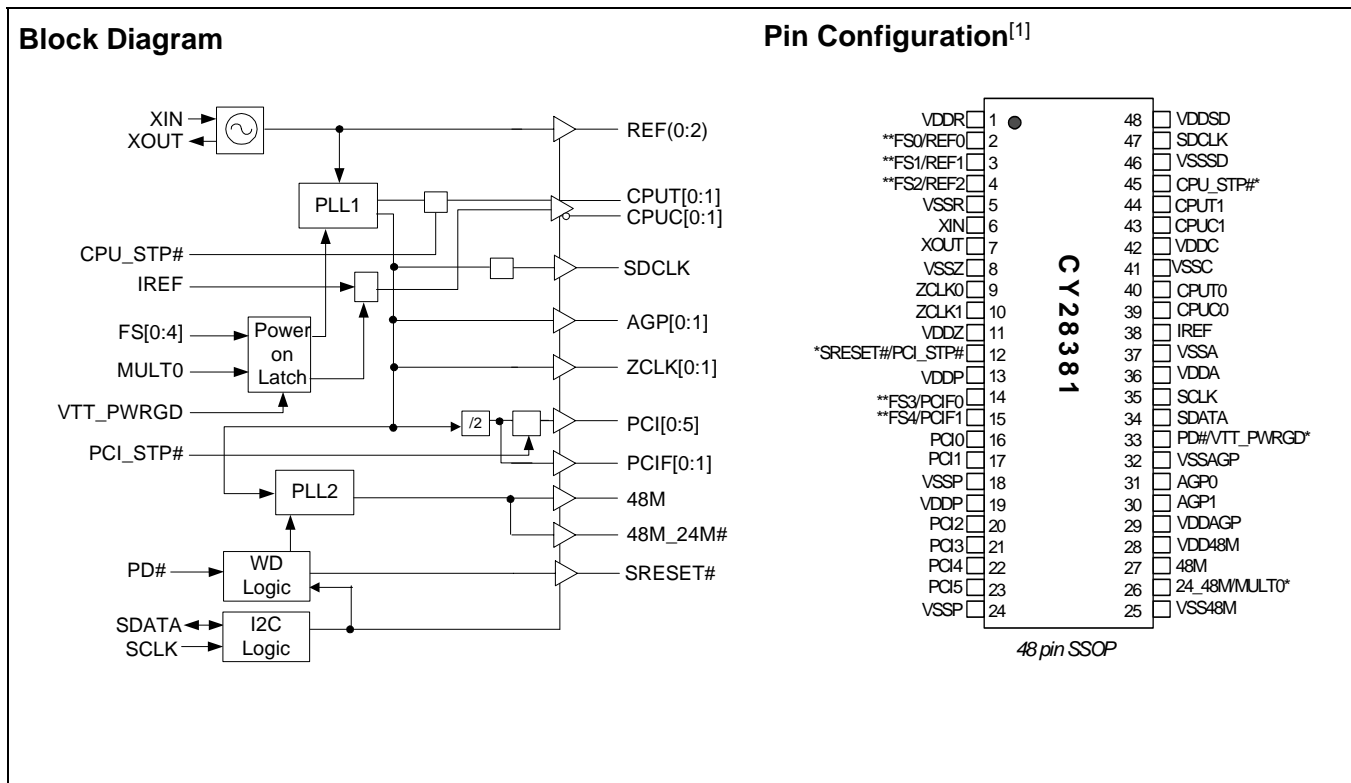 Block Diagram
XIN
XOUT
REF(0:2)
PLL1
CPUT[0:1]
CPUC[0:1]
CPU_STP#
SDCLK
IREF
FS[0:4]
Power
on
Latch
AGP[0:1]
MULT0
ZCLK[0:1]
VTT_PWRGD
/2
PCI[0:5]
PCI_STP#
PCIF[0:1]
PLL2
48M
48M_24M#
PD#
WD
Logic
SRESET#
SDATA
SCLK
I2C
Logic
Pin Configuration[1]
VDDR 1
**FS0/REF0 2
**FS1/REF1 3
**FS2/REF2 4
VSSR 5
XIN 6
XOUT 7
VSSZ 8
ZCLK0 9
ZCLK1 10
VDDZ 11
*SRESET#/PCI_STP# 12
VDDP 13
**FS3/PCIF0 14
**FS4/PCIF1 15
PCI0 16
PCI1 17
VSSP 18
VDDP 19
PCI2 20
PCI3 21
PCI4 22
PCI5 23
VSSP 24
CY28381
48 VDDSD
47 SDCLK
46 VSSSD
45 CPU_STP#*
44 CPUT1
43 CPUC1
42 VDDC
41 VSSC
40 CPUT0
39 CPUC0
38 IREF
37 VSSA
36 VDDA
35 SCLK
34 SDATA
33 PD#/VTT_PWRGD*
32 VSSAGP
31 AGP0
30 AGP1
29 VDDAGP
28 VDD48M
27 48M
26 24_48M/MULT0*
25 VSS48M
48 pin SSOP